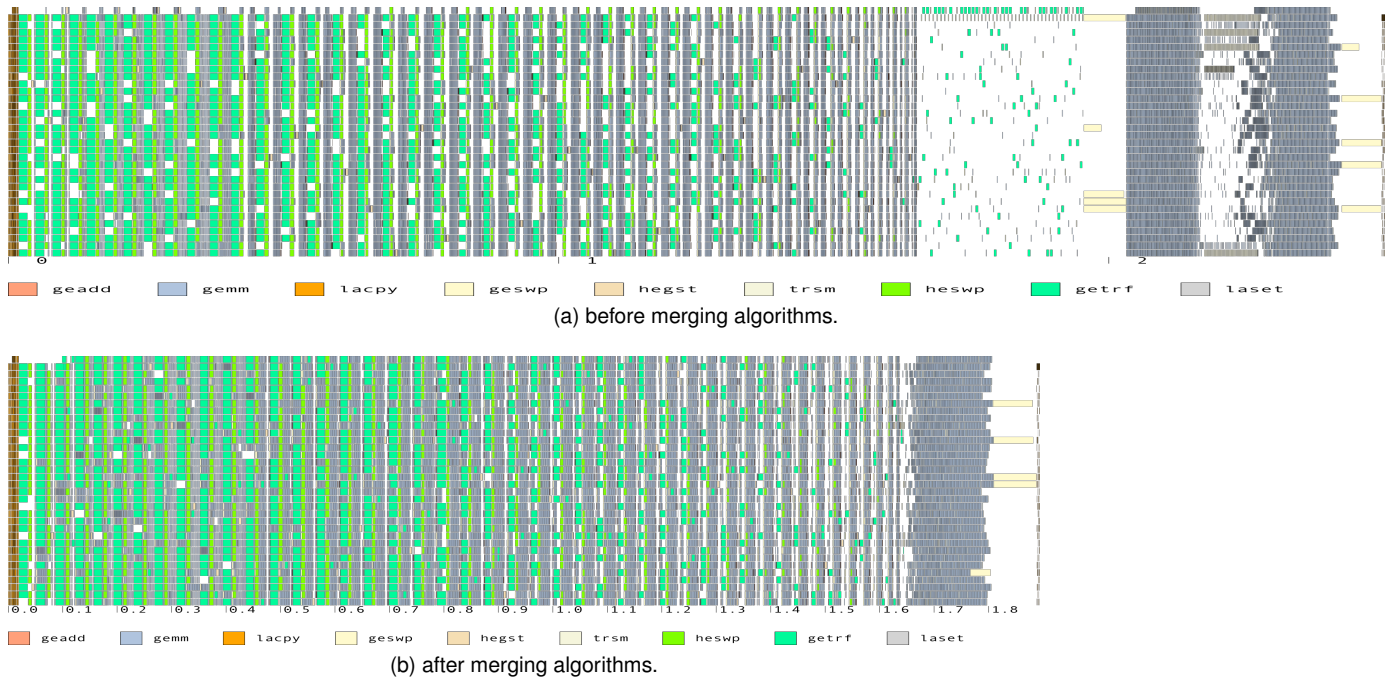 0 1 2
geadd gemm lacpy geswp hegst trsm heswp getrf laset
(a) before merging algorithms.
0.0 0.1 0.2 0.3 0.4 0.5 0.6 0.7 0.8 0.9 1.0 1.1 1.2 1.3 1.4 1.5 1.6 1.7 1.8
geadd gemm lacpy geswp hegst trsm heswp getrf laset
(b) after merging algorithms.